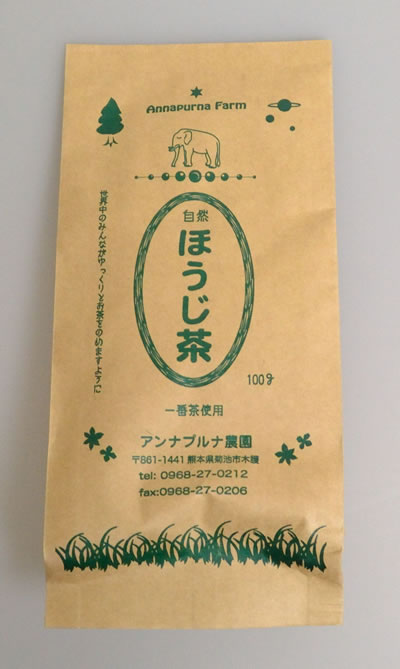 Annapurna Farm
自然
ほうじ茶
世界中のみんながゆっくりとお茶をのめますように
100g
一番茶使用
アンナプルナ農園
〒861-1441 熊本県菊池市木護
tel: 0968-27-0212
fax:0968-27-0206